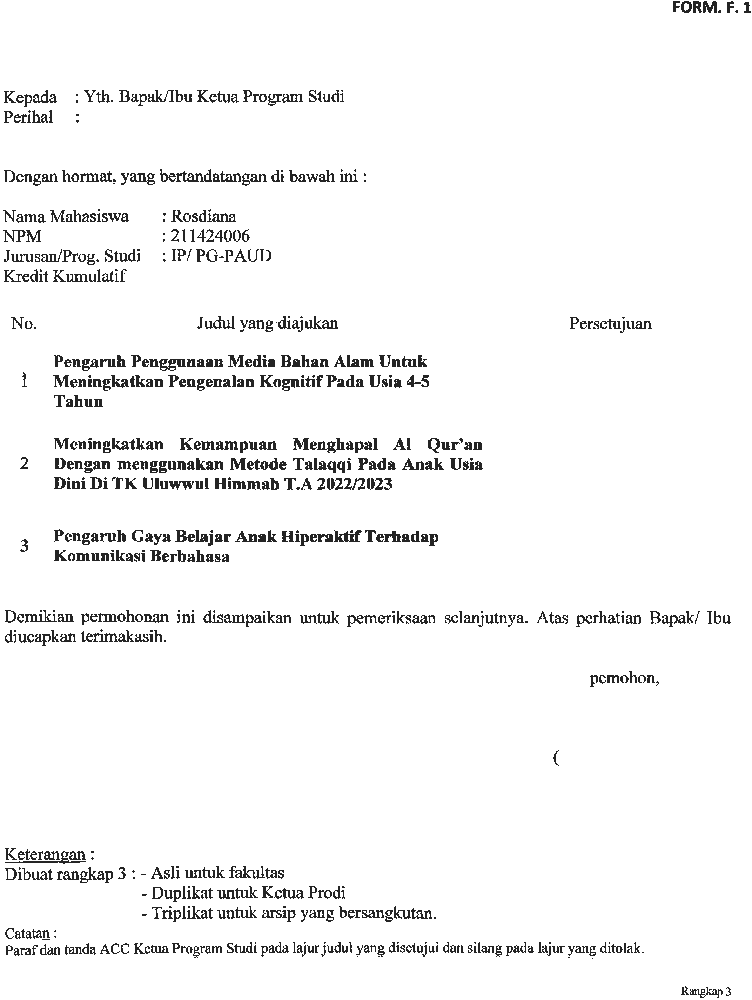 FORM. F. 1
Kepada : Yth. Bapak/Ibu Ketua Program Studi
Perihal :
Dengan hormat, yang bertandatangan di bawah ini :
Nama Mahasiswa : Rosdiana
NPM : 211424006
Jurusan/Prog. Studi : IP/ PG-PAUD
Kredit Kumulatif
No. Judul yang diajukan Persetujuan
Pengaruh Penggunaan Media Bahan Alam Untuk
1 Meningkatkan Pengenalan Kognitif Pada Usia 4-5
Tahun
Meningkatkan Kemampuan Menghapal Al Qur’an
2 Dengan menggunakan Metode Talaqqi Pada Anak Usia
Dini Di TK Uluwwul Himmah T.A 2022/2023
3 Pengaruh Gaya Belajar Anak Hiperaktif Terhadap
Komunikasi Berbahasa
Demikian permohonan ini disampaikan untuk pemeriksaan selanjutnya. Atas perhatian Bapak/ Ibu
diucapkan terimakasih.
pemohon,
(
Keterangan :
Dibuat rangkap 3 : - Asli untuk fakultas
- Duplikat untuk Ketua Prodi
- Triplikat untuk arsip yang bersangkutan.
Catatan :
Paraf dan tanda ACC Ketua Program Studi pada lajur judul yang disetujui dan silang pada lajur yang ditolak.
Rangkap 3